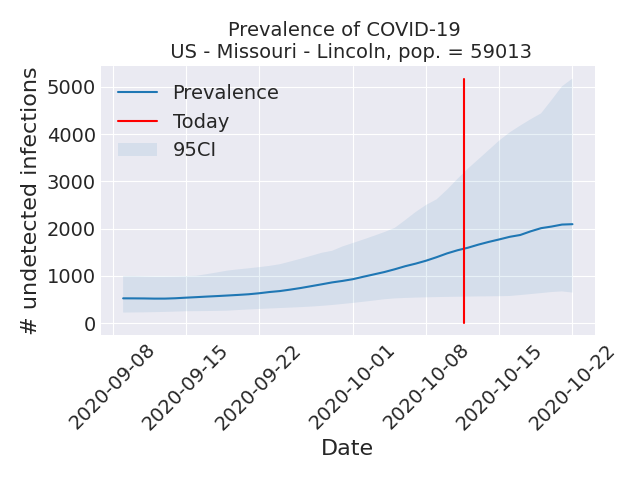 Prevalence of COVID-19
US - Missouri - Lincoln, pop. = 59013
# undetected infections
5000
4000
3000
2000
1000
0
Prevalence
Today
95CI
2020-09-08
2020-09-15
2020-09-22
2020-10-01
2020-10-08
2020-10-15
2020-10-22
Date